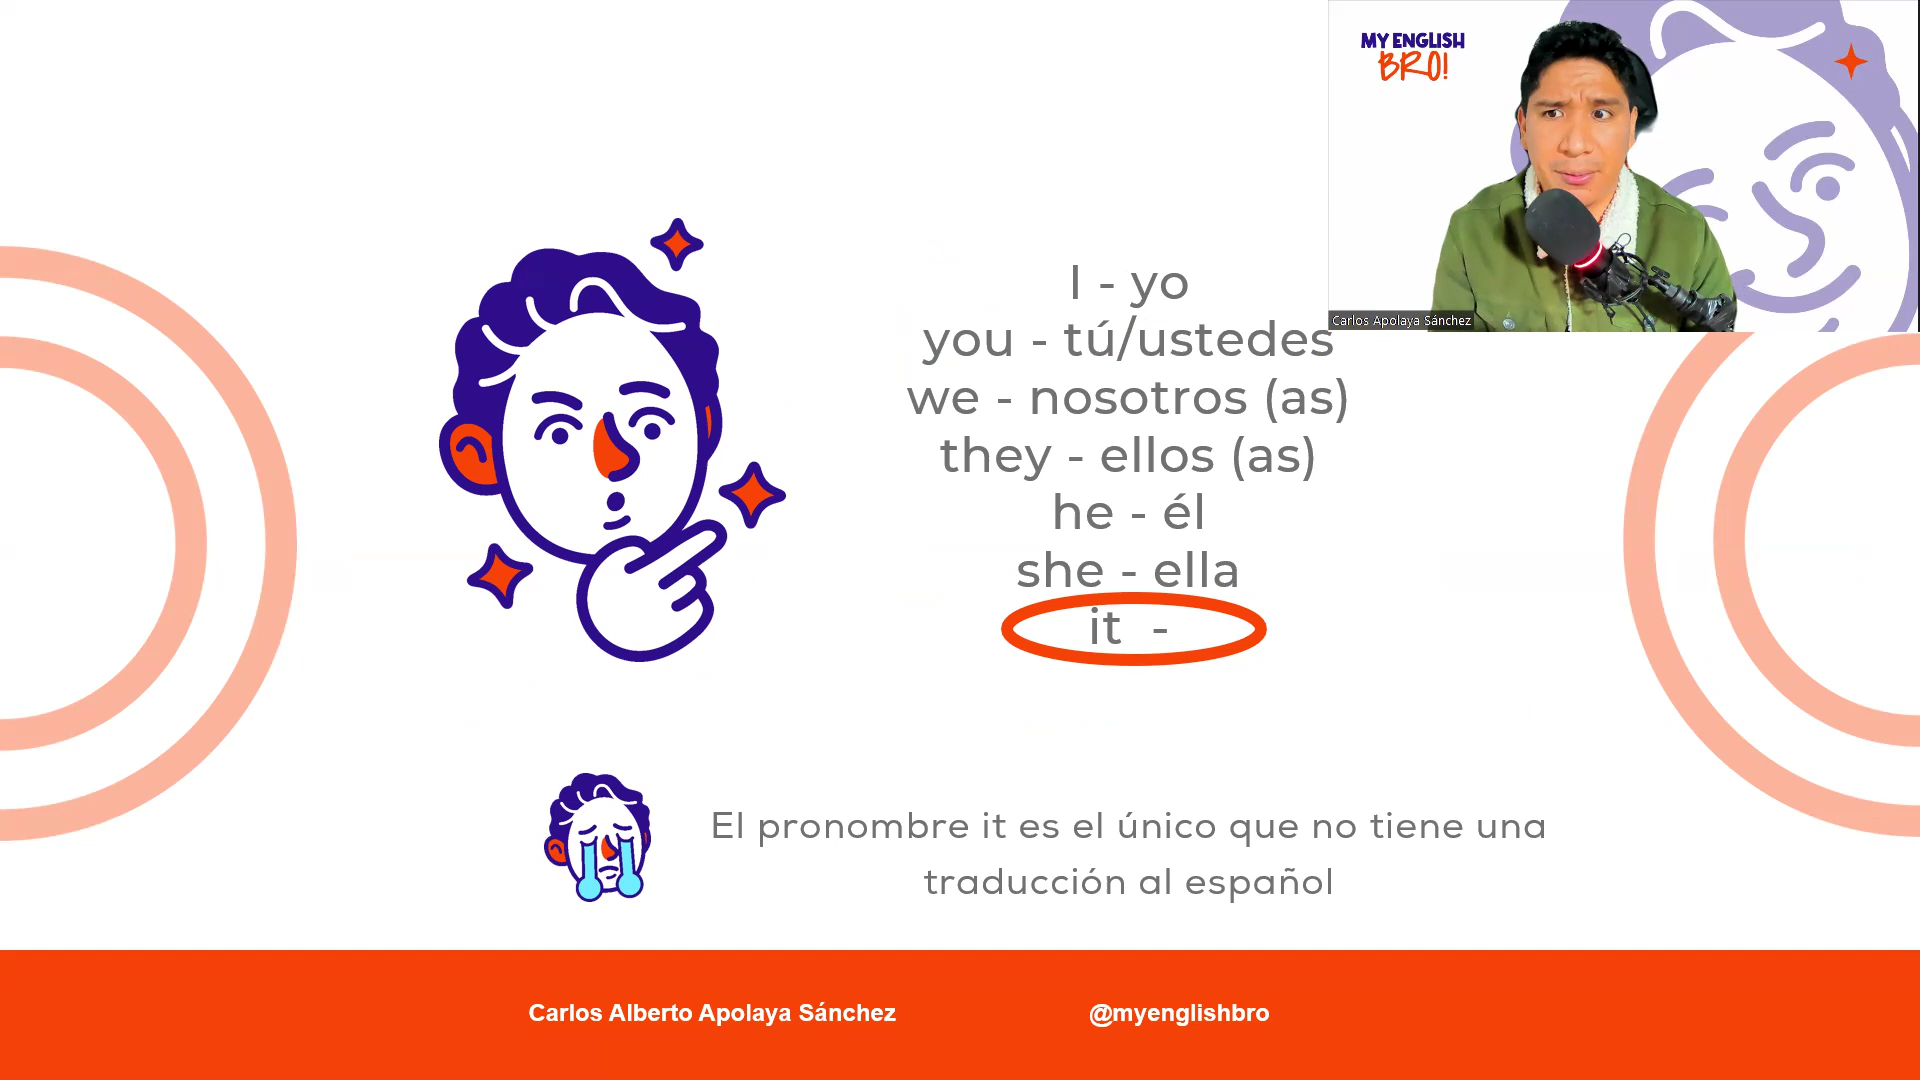 MY ENGLISH
BRO!
Carlos Apolaya Sánchez
I - yo
you - tú/ustedes
we - nosotros (as)
they - ellos (as)
he - él
she - ella
it -
El pronombre it es el único que no tiene una
traducción al español
Carlos Alberto Apolaya Sánchez
@myenglishbro